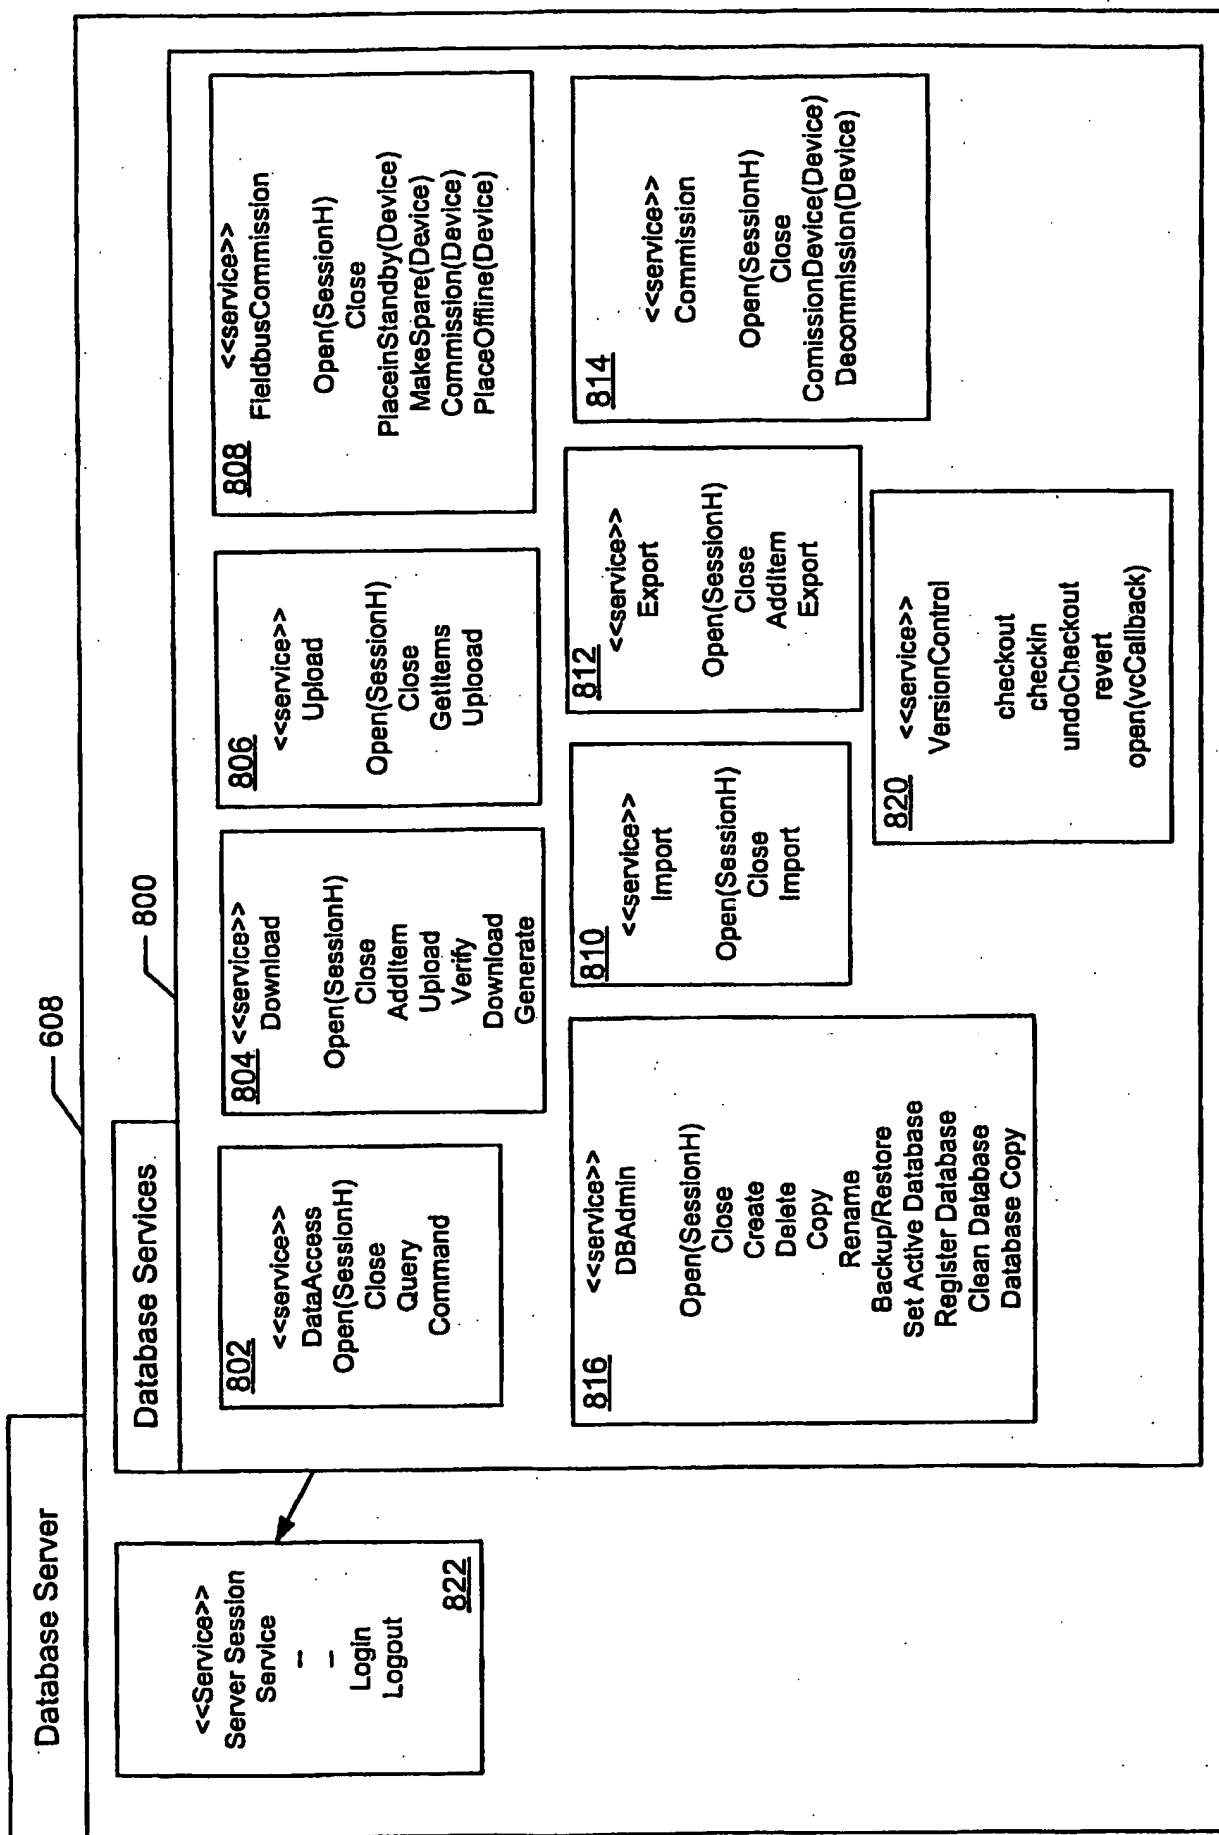 Database Server
608
Database Services
800
<<Service>>
Server Session
Service
--
--
Login
Logout
822
802
<<service>>
DataAccess
Open(SessionH)
Close
Query
Command
804 <<service>>
Download
Open(SessionH)
Close
AddItem
Upload
Verify
Download
Generate
806
<<service>>
Upload
Open(SessionH)
Close
GetItems
Upload
808
<<service>>
FieldbusCommission
Open(SessionH)
Close
PlaceinStandby(Device)
MakeSpare(Device)
Commission(Device)
PlaceOffline(Device)
816
<<service>>
DBAdmin
Open(SessionH)
Close
Create
Delete
Copy
Rename
Backup/Restore
Set Active Database
Register Database
Clean Database
Database Copy
810
<<service>>
Import
Open(SessionH)
Close
Import
812
<<service>>
Export
Open(SessionH)
Close
AddItem
Export
814
<<service>>
Commission
Open(SessionH)
Close
ComissionDevice(Device)
Decommission(Device)
820
<<service>>
VersionControl
checkout
checkin
undoCheckout
revert
open(vcCallback)